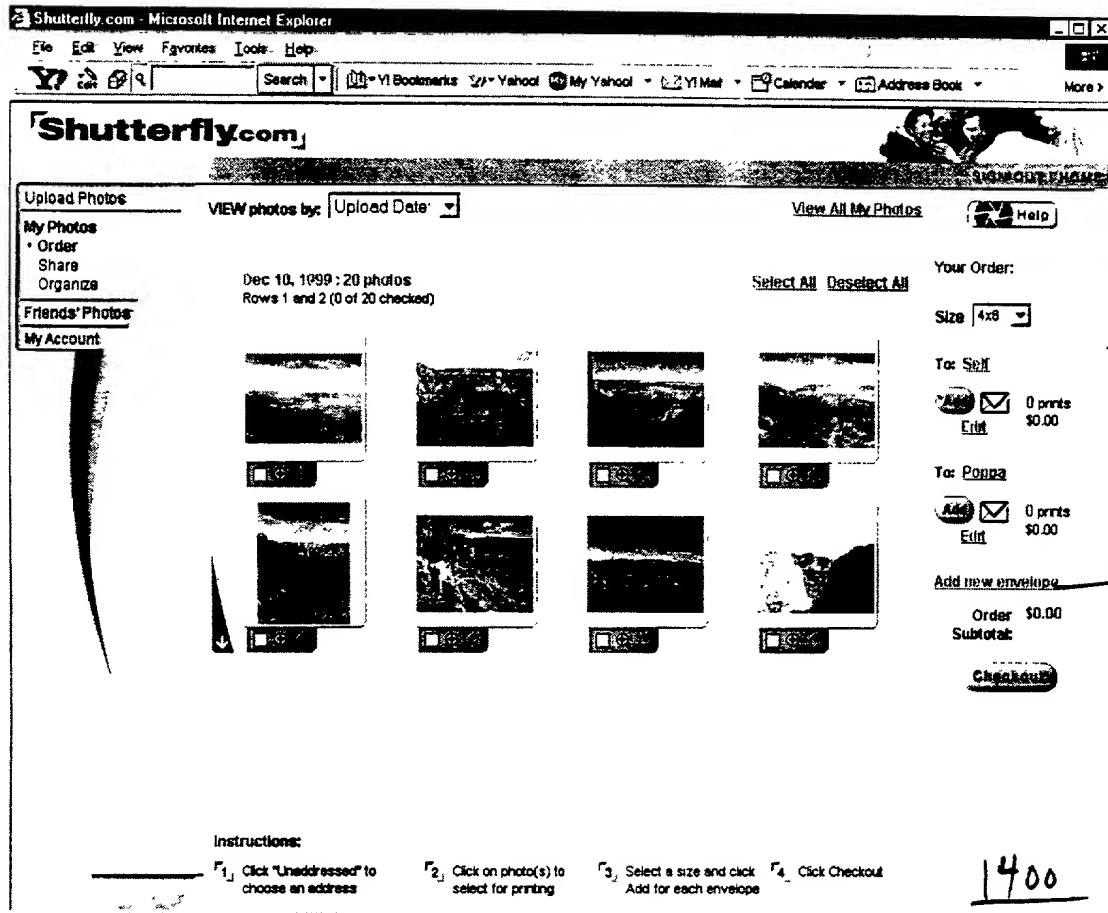 Shutterfly.com - Microsoft Internet Explorer
File Edit View Favorites Tools Help
Y? Edit Search Y! Bookmarks Yahoo! My Yahoo! Y! Mail Calendar Address Book More >
Shutterfly.com
SIGN OUT / HOME
Upload Photos
My Photos
• Order
Share
Organize
Friends' Photos
My Account
VIEW photos by: Upload Date
View All My Photos
Help
Dec 10, 1999 : 20 photos
Rows 1 and 2 (0 of 20 checked)
Select All Deselect All
Your Order:
Size 4x6
To: Self
Add 0 prints
Edit $0.00
To: Poppa
Add 0 prints
Edit $0.00
Add new envelope
Order $0.00
Subtotal:
Checkout
Instructions:
1 Click "Unaddressed" to choose an address
2 Click on photo(s) to select for printing
3 Select a size and click Add for each envelope
4 Click Checkout
1400